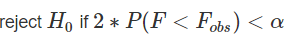 reject H₀ if 2 ∗ P(F < Fₒbₛ) < α